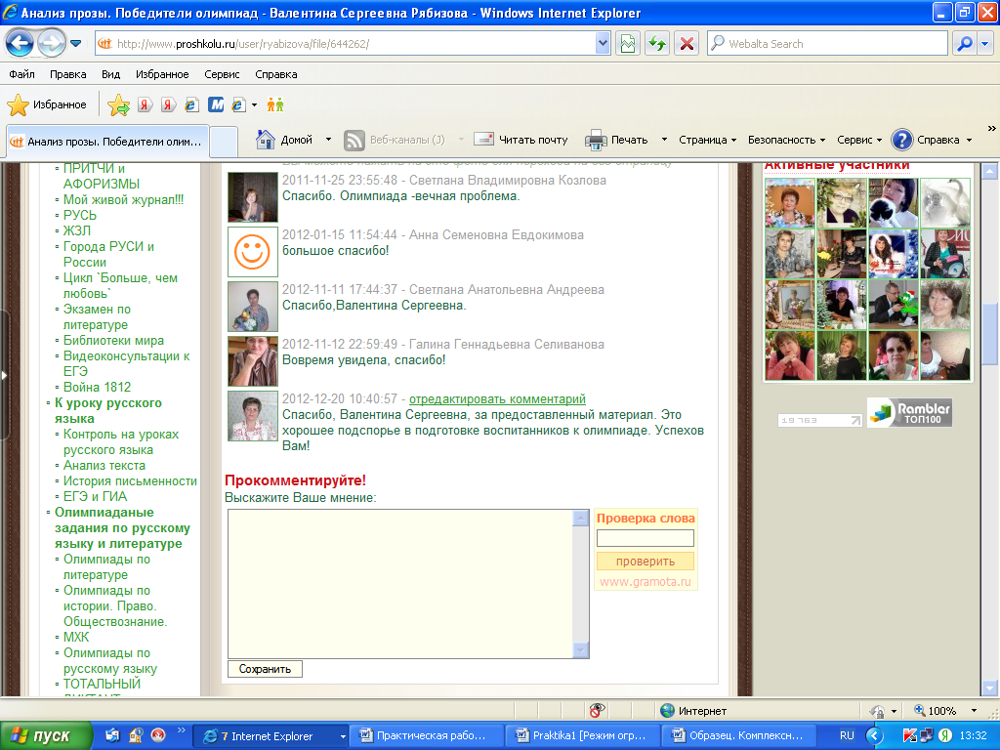 Анализ прозы. Победители олимпиад - Валентина Сергеевна Рябизова - Windows Internet Explorer
http://www.proshkolu.ru/user/ryabizova/file/644262/
Webalta Search
Файл Правка Вид Избранное Сервис Справка
Избранное
Анализ прозы. Победители олим...
Домой Веб-каналы (J) Читать почту Печать Страница Безопасность Сервис Справка
ПРИТЧИ и
АФОРИЗМЫ
Мой живой журнал!!!
РУСЬ
ЖЗЛ
Города РУСИ и
России
Цикл `Больше, чем
любовь`
Экзамен по
литературе
Библиотеки мира
Видеоконсультации к
ЕГЭ
Война 1812
К уроку русского
языка
Контроль на уроках
русского языка
Анализ текста
История письменности
ЕГЭ и ГИА
Олимпиаданые
задания по русскому
языку и литературе
Олимпиады по
литературе
Олимпиады по
истории. Право.
Обществознание.
МХК
Олимпиады по
русскому языку
ТОТАЛЬНЫЙ
2011-11-25 23:55:48 - Светлана Владимировна Козлова
Спасибо. Олимпиада -вечная проблема.
2012-01-15 11:54:44 - Анна Семеновна Евдокимова
большое спасибо!
2012-11-11 17:44:37 - Светлана Анатольевна Андреева
Спасибо,Валентина Сергеевна.
2012-11-12 22:59:49 - Галина Геннадьевна Селиванова
Вовремя увидела, спасибо!
2012-12-20 10:40:57 - отредактировать комментарий
Спасибо, Валентина Сергеевна, за предоставленный материал. Это
хорошее подспорье в подготовке воспитанников к олимпиаде. Успехов
Вам!
Прокомментируйте!
Выскажите Ваше мнение:
Проверка слова
проверить
www.gramota.ru
Сохранить
Активные участники
19 763
Rambler
ТОП100
Интернет
100%
пуск
7 Internet Explorer
Практическая рабо...
Praktika1 [Режим огр...
Образец. Комплексн...
RU
13:32